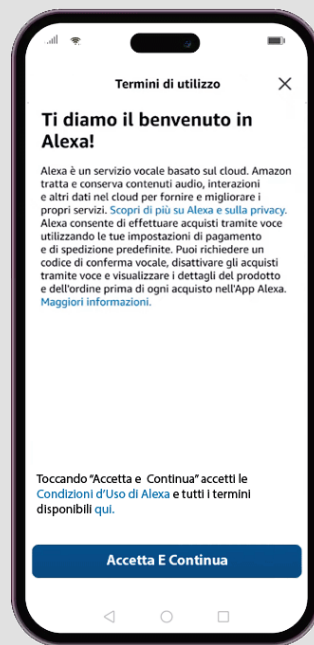 Termini di utilizzo
Ti diamo il benvenuto in
Alexa!
Alexa è un servizio vocale basato sul cloud. Amazon
tratta e conserva contenuti audio, interazioni
e altri dati nel cloud per fornire e migliorare i
propri servizi. Scopri di più su Alexa e sulla privacy.
Alexa consente di effettuare acquisti tramite voce
utilizzando le tue impostazioni di pagamento
e di spedizione predefinite. Puoi richiedere un
codice di conferma vocale, disattivare gli acquisti
tramite voce e visualizzare i dettagli del prodotto
e dell'ordine prima di ogni acquisto nell'App Alexa.
Maggiori informazioni.
Toccando "Accetta e Continua" accetti le
Condizioni d'Uso di Alexa e tutti i termini
disponibili qui.
Accetta E Continua